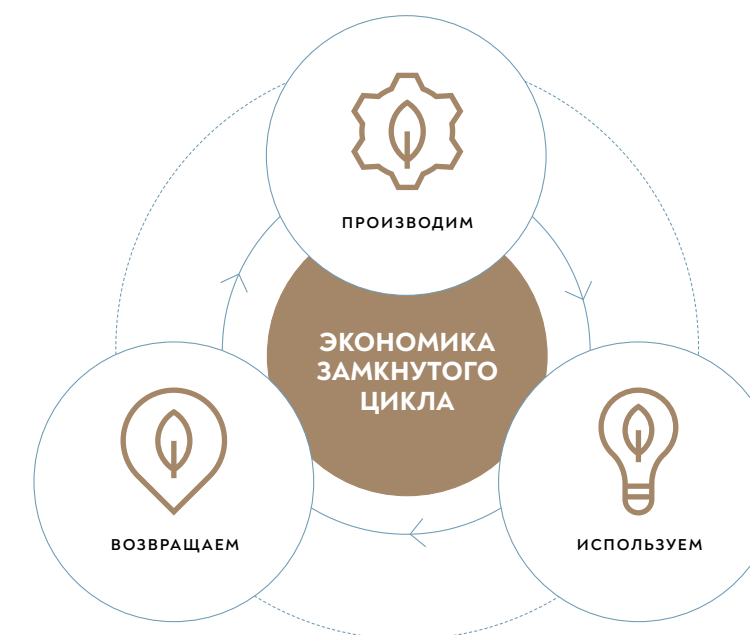 ПРОИЗВОДИМ
ЭКОНОМИКА
ЗАМКНУТОГО
ЦИКЛА
ВОЗВРАЩАЕМ
ИСПОЛЬЗУЕМ